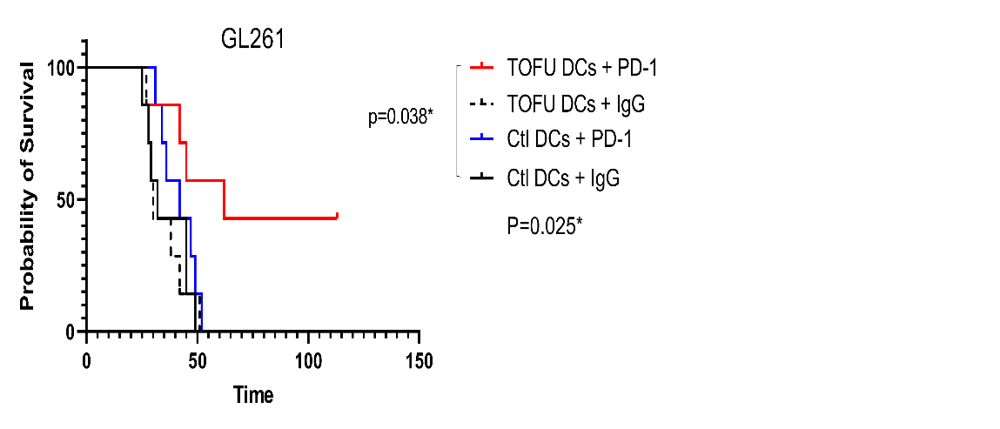 GL261
Probability of Survival
100
50
0
0
50
100
150
Time
p=0.038*
TOFU DCs + PD-1
TOFU DCs + IgG
Ctl DCs + PD-1
Ctl DCs + IgG
P=0.025*